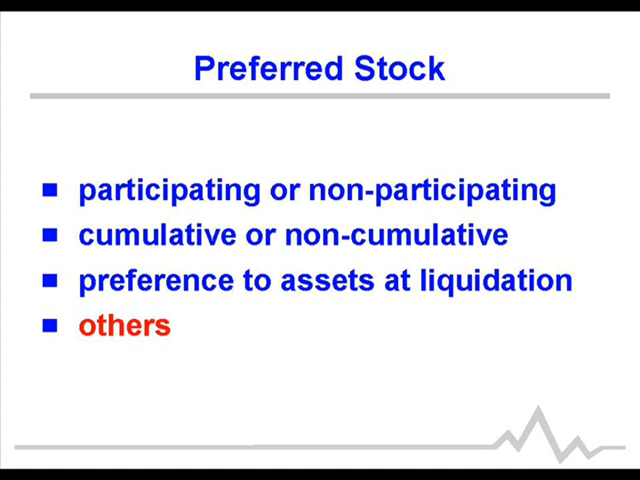 Preferred Stock
participating or non-participating
cumulative or non-cumulative
preference to assets at liquidation
others